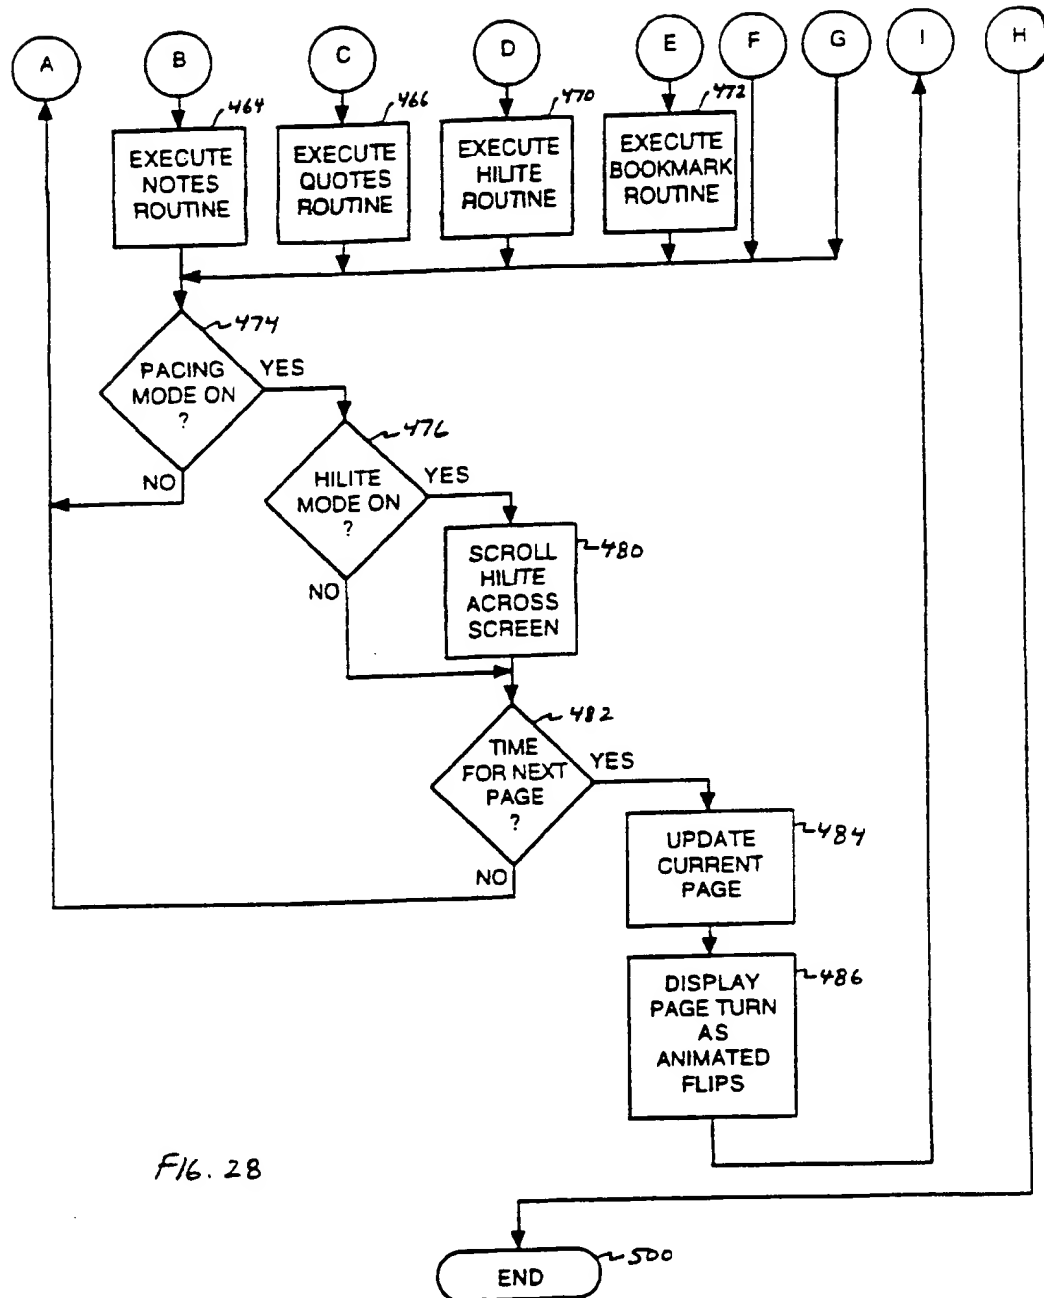 A
B
C
D
E
F
G
I
H
464
466
470
472
EXECUTE
NOTES
ROUTINE
EXECUTE
QUOTES
ROUTINE
EXECUTE
HILITE
ROUTINE
EXECUTE
BOOKMARK
ROUTINE
474
PACING
MODE ON
?
YES
NO
476
HILITE
MODE ON
?
YES
NO
480
SCROLL
HILITE
ACROSS
SCREEN
482
TIME
FOR NEXT
PAGE
?
YES
NO
484
UPDATE
CURRENT
PAGE
486
DISPLAY
PAGE TURN
AS
ANIMATED
FLIPS
FIG. 28
500
END